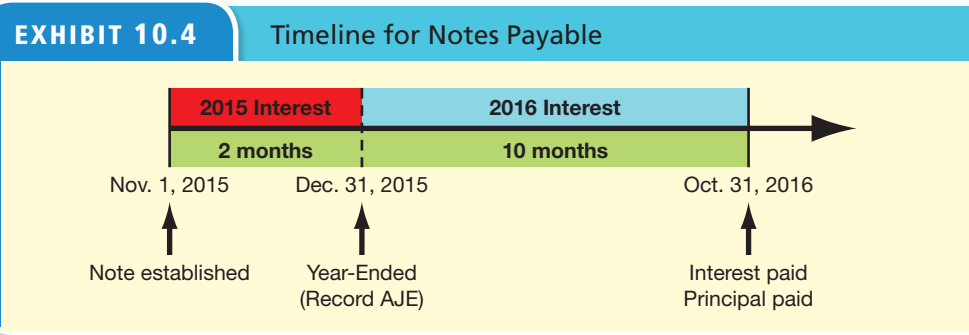 EXHIBIT 10.4 Timeline for Notes Payable
2015 Interest 2016 Interest
2 months 10 months
Nov. 1, 2015 Dec. 31, 2015 Oct. 31, 2016
Note established Year-Ended Interest paid
(Record AJE) Principal paid